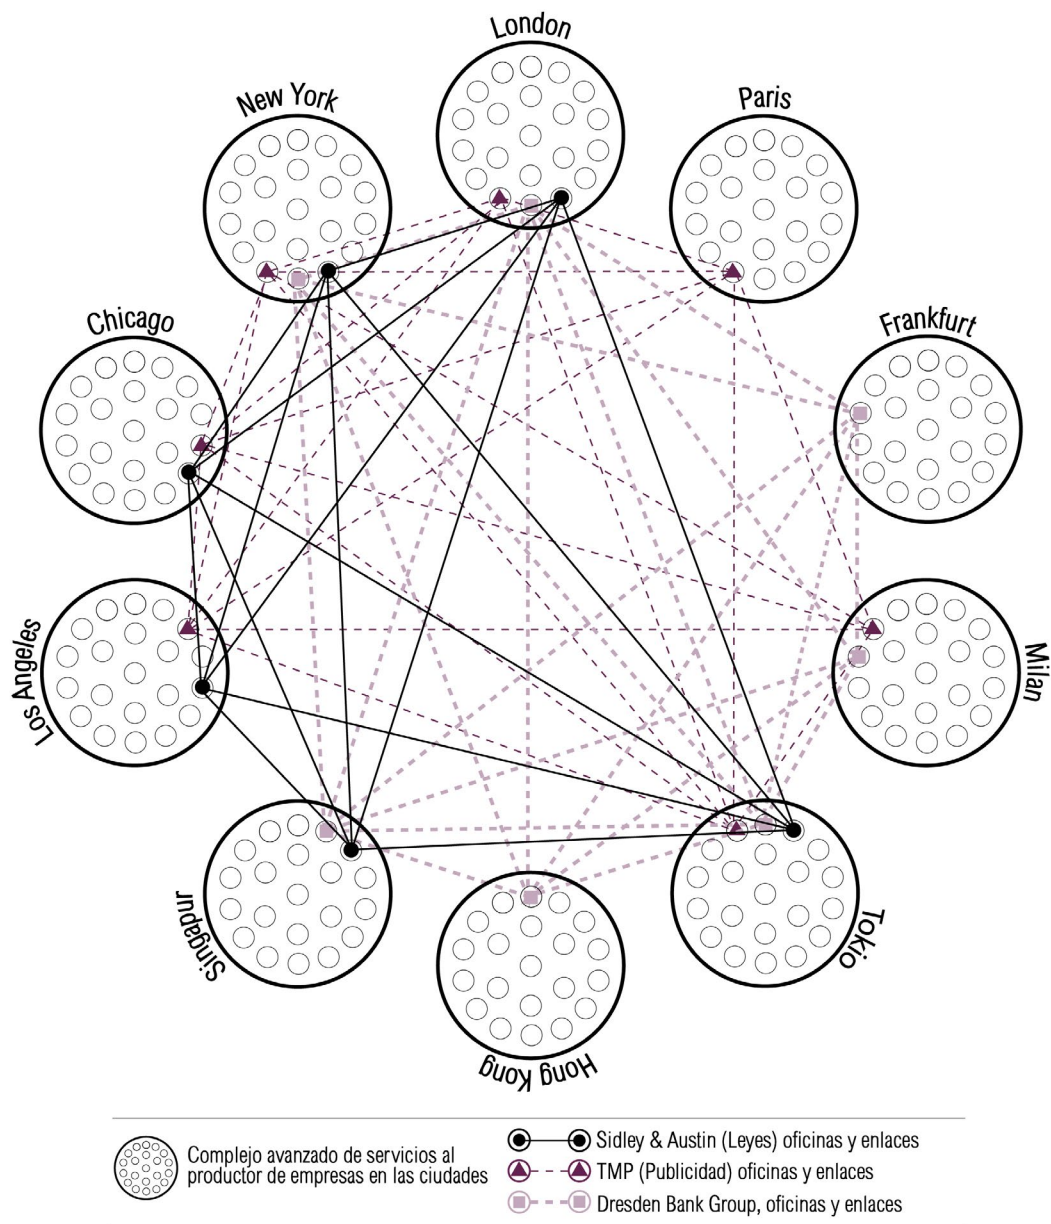 London
New York
Paris
Chicago
Frankfurt
Los Angeles
Milan
Singapur
Tokio
Hong Kong
Complejo avanzado de servicios al
productor de empresas en las ciudades
Sidley & Austin (Leyes) oficinas y enlaces
TMP (Publicidad) oficinas y enlaces
Dresden Bank Group, oficinas y enlaces